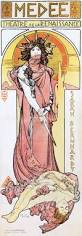 MEDEE
THEATRE DE LA RENAISSANCE
SARAH BERNHARDT